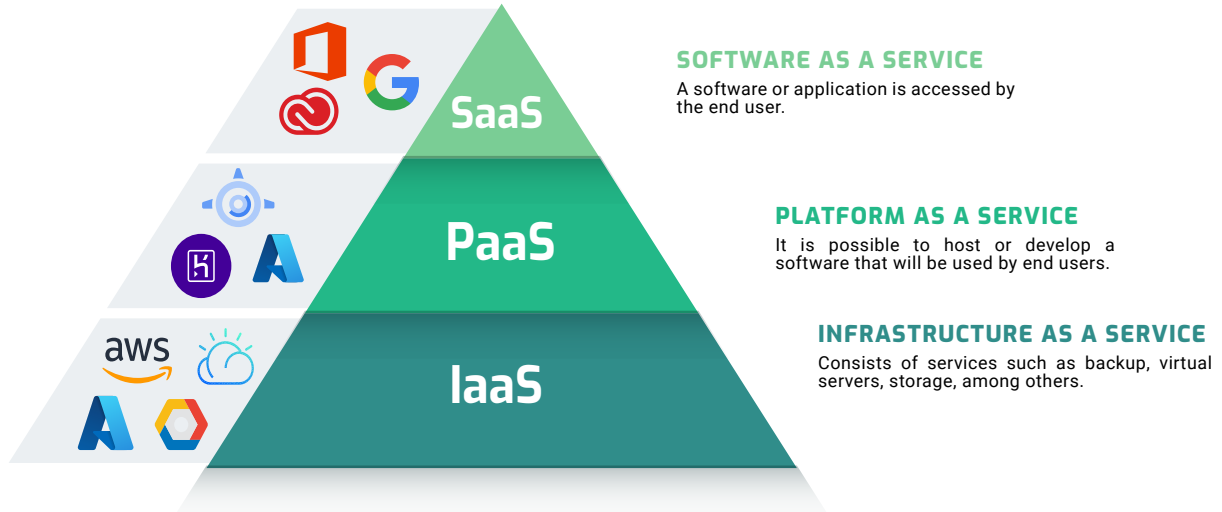 SaaS
SOFTWARE AS A SERVICE
A software or application is accessed by
the end user.
PaaS
PLATFORM AS A SERVICE
It is possible to host or develop a
software that will be used by end users.
aws
IaaS
INFRASTRUCTURE AS A SERVICE
Consists of services such as backup, virtual
servers, storage, among others.